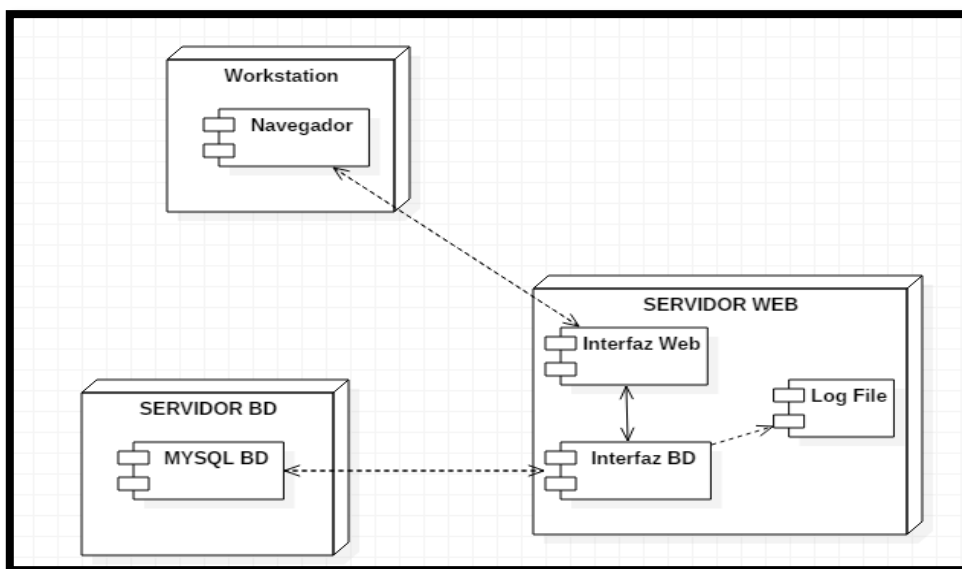 Workstation
Navegador
SERVIDOR WEB
Interfaz Web
Log File
Interfaz BD
SERVIDOR BD
MYSQL BD